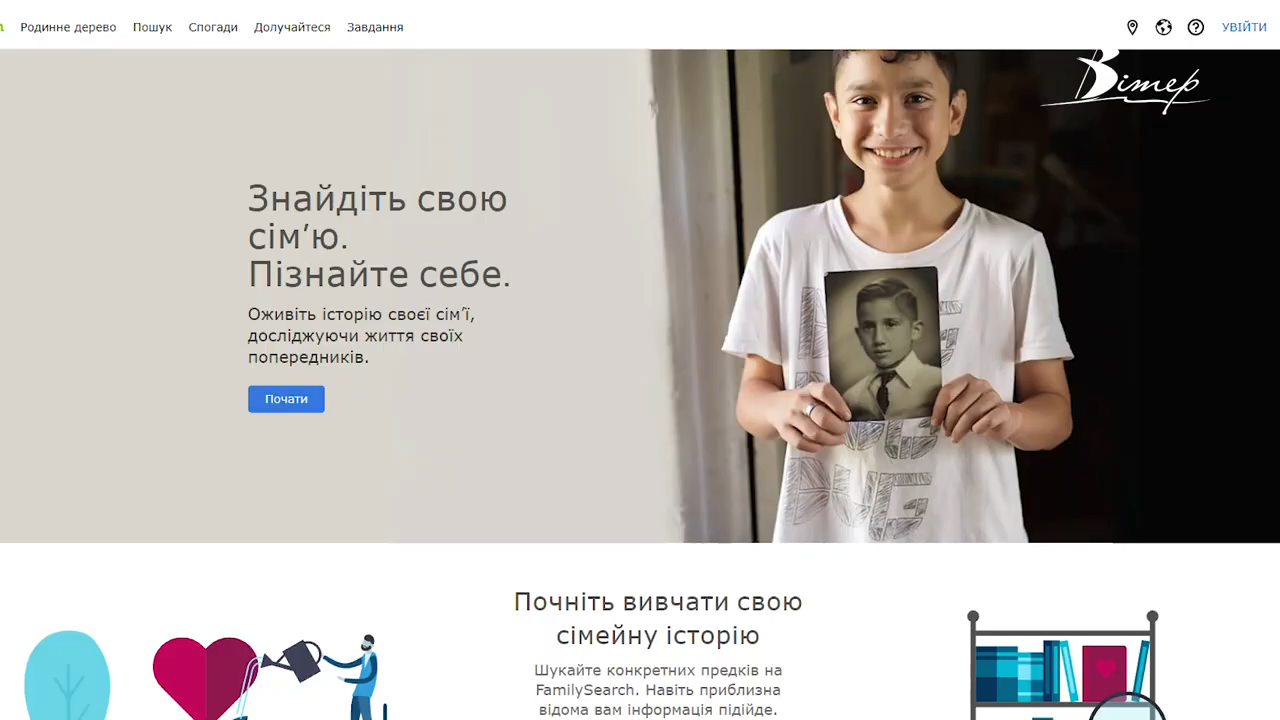 Родинне дерево Пошук Спогади Долучайтеся Завдання
УВІЙТИ
Вітер
Знайдіть свою
сім’ю.
Пізнайте себе.
Оживіть історію своєї сім’ї,
досліджуючи життя своїх
попередників.
Почати
Почніть вивчати свою
сімейну історію
Шукайте конкретних предків на
FamilySearch. Навіть приблизна
відома вам інформація підійде.